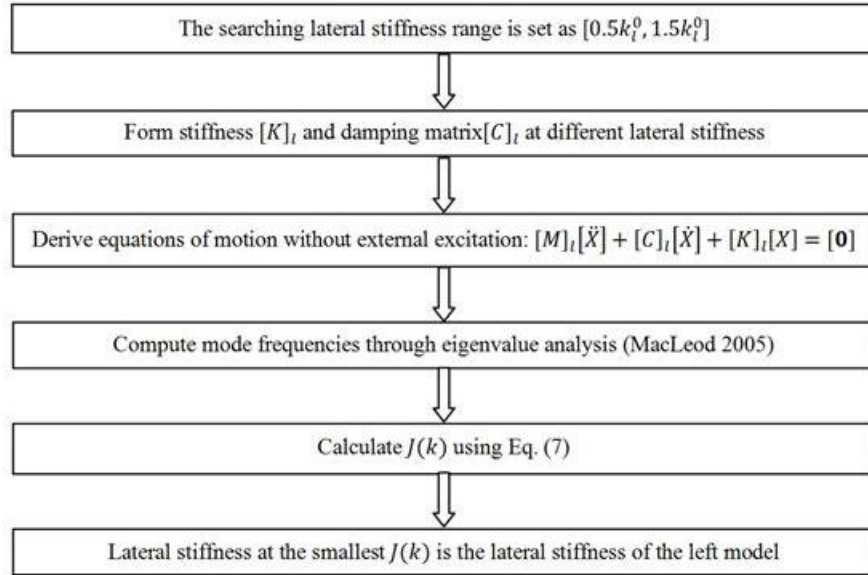 The searching lateral stiffness range is set as [0.5k_l^0, 1.5k_l^0]
Form stiffness [K]_l and damping matrix[C]_l at different lateral stiffness
Derive equations of motion without external excitation: [M]_l[Ẍ] + [C]_l[Ẋ] + [K]_l[X] = [0]
Compute mode frequencies through eigenvalue analysis (MacLeod 2005)
Calculate J(k) using Eq. (7)
Lateral stiffness at the smallest J(k) is the lateral stiffness of the left model